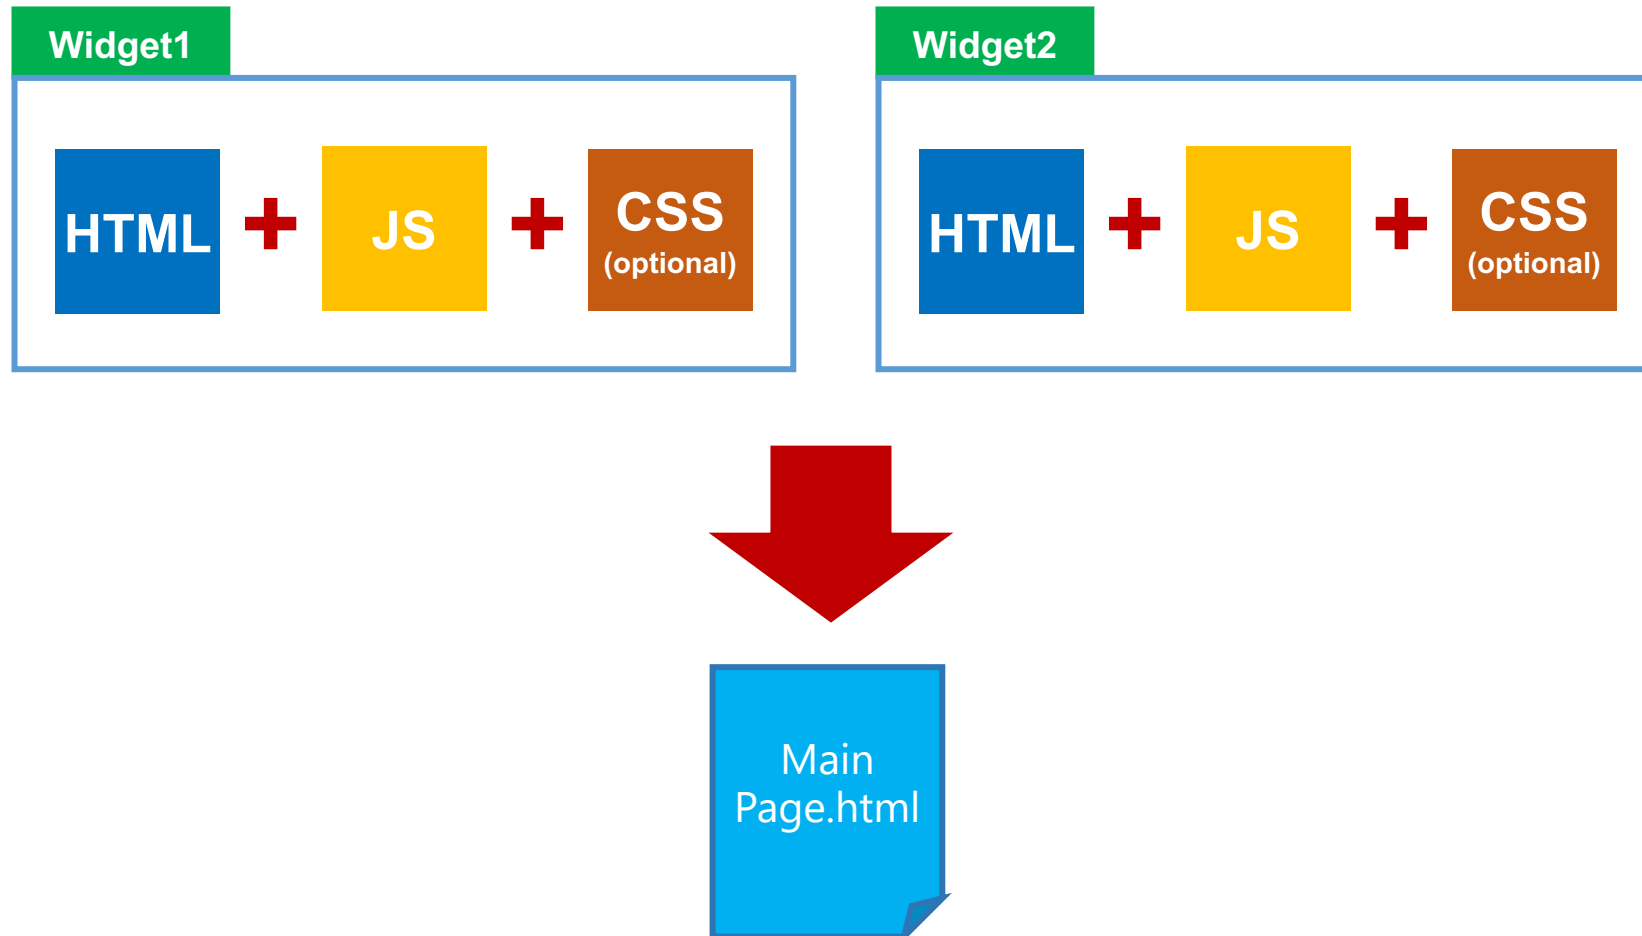 Widget1
Widget2
HTML
JS
CSS
(optional)
HTML
JS
CSS
(optional)
Main
Page.html